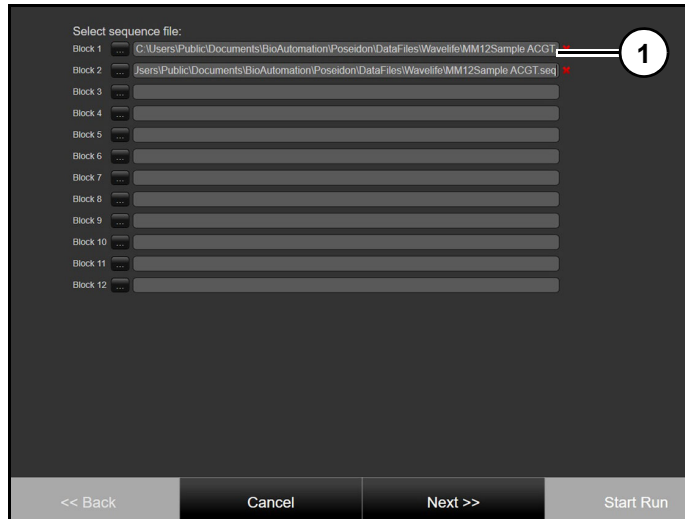 Select sequence file:
Block 1 ... C:\Users\Public\Documents\BioAutomation\Poseidon\DataFiles\Wavelife\MM12Sample ACGT.
1
Block 2 ... Jsers\Public\Documents\BioAutomation\Poseidon\DataFiles\Wavelife\MM12Sample ACGT.seq
Block 3 ...
Block 4 ...
Block 5 ...
Block 6 ...
Block 7 ...
Block 8 ...
Block 9 ...
Block 10 ...
Block 11 ...
Block 12 ...
<< Back Cancel Next >> Start Run